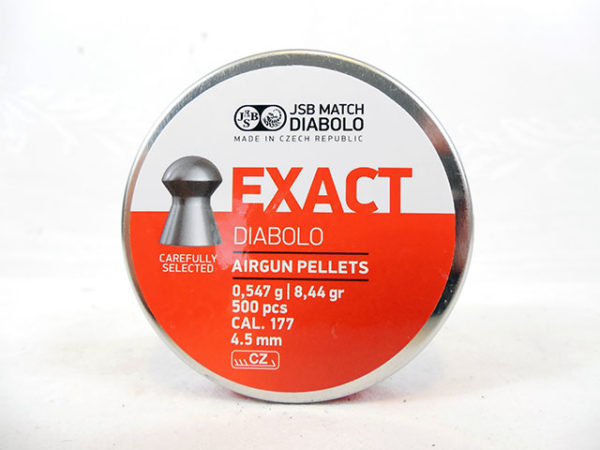 JSB
JSB MATCH
DIABOLO
MADE IN CZECH REPUBLIC
EXACT
DIABOLO
CAREFULLY
SELECTED
AIRGUN PELLETS
0,547 g | 8,44 gr
500 pcs
CAL. 177
4.5 mm
CZ